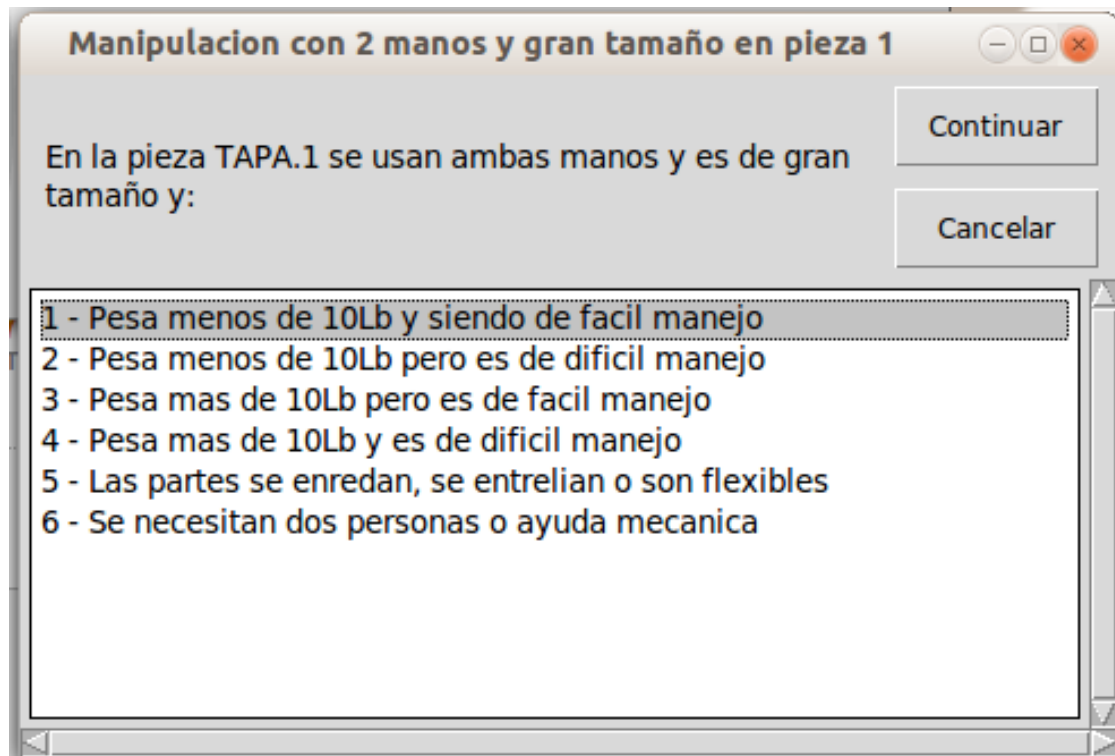 Manipulacion con 2 manos y gran tamaño en pieza 1
En la pieza TAPA.1 se usan ambas manos y es de gran
tamaño y:
Continuar
Cancelar
1 - Pesa menos de 10Lb y siendo de facil manejo
2 - Pesa menos de 10Lb pero es de dificil manejo
3 - Pesa mas de 10Lb pero es de facil manejo
4 - Pesa mas de 10Lb y es de dificil manejo
5 - Las partes se enredan, se entrelian o son flexibles
6 - Se necesitan dos personas o ayuda mecanica